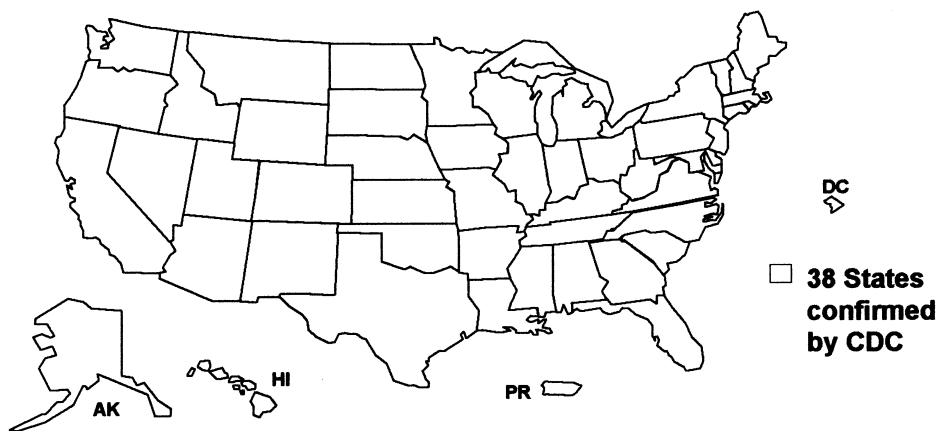 DC
38 States
confirmed
by CDC
HI
PR
AK